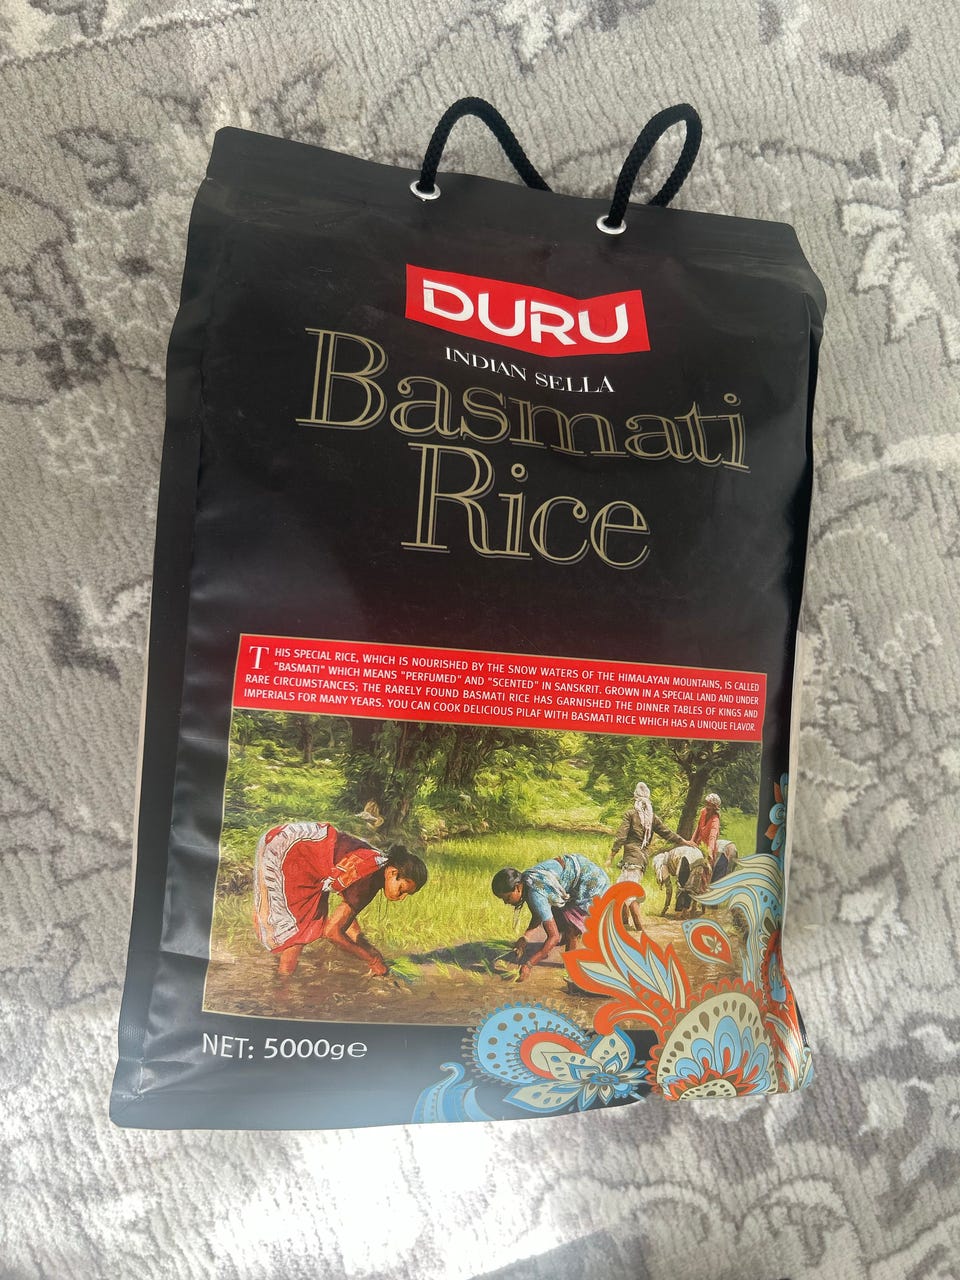 DURU
INDIAN SELLA
Basmati
Rice
THIS SPECIAL RICE, WHICH IS NOURISHED BY THE SNOW WATERS OF THE HIMALAYAN MOUNTAINS, IS CALLED
"BASMATI" WHICH MEANS "PERFUMED" AND "SCENTED" IN SANSKRIT. GROWN IN A SPECIAL LAND AND UNDER
RARE CIRCUMSTANCES; THE RARELY FOUND BASMATI RICE HAS GARNISHED THE DINNER TABLES OF KINGS AND
IMPERIALS FOR MANY YEARS. YOU CAN COOK DELICIOUS PILAF WITH BASMATI RICE WHICH HAS A UNIQUE FLAVOR.
NET: 5000g℮